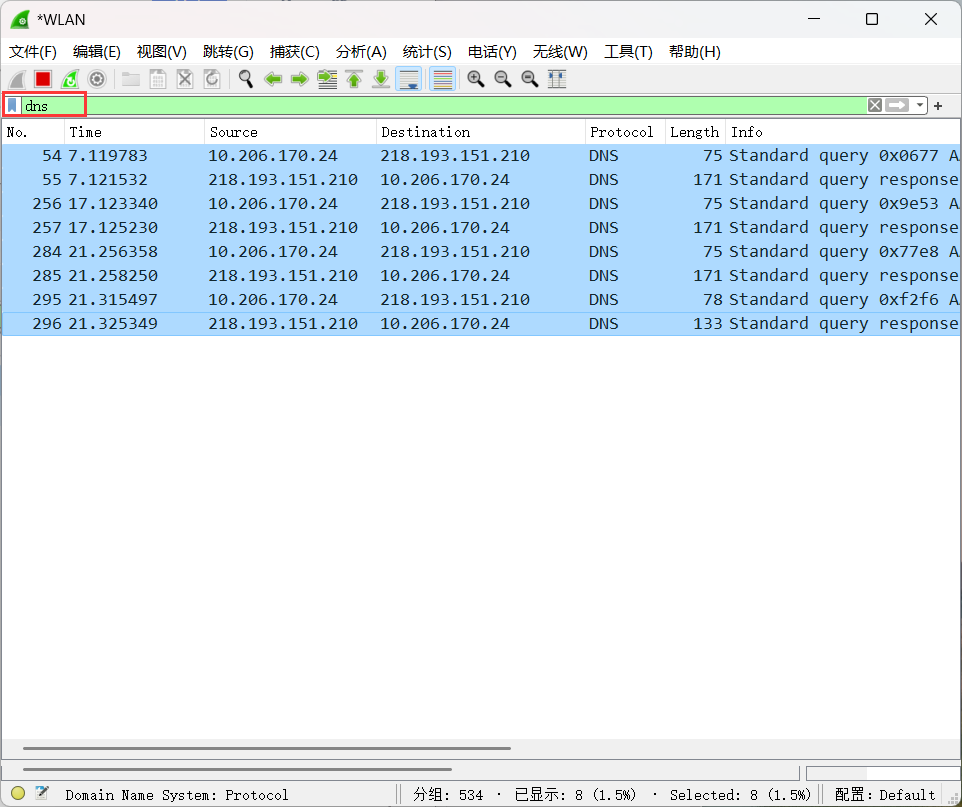 *WLAN
文件(F) 编辑(E) 视图(V) 跳转(G) 捕获(C) 分析(A) 统计(S) 电话(Y) 无线(W) 工具(T) 帮助(H)
dns
No. Time Source Destination Protocol Length Info
54 7.119783 10.206.170.24 218.193.151.210 DNS 75 Standard query 0x0677 A
55 7.121532 218.193.151.210 10.206.170.24 DNS 171 Standard query response
256 17.123340 10.206.170.24 218.193.151.210 DNS 75 Standard query 0x9e53 A
257 17.125230 218.193.151.210 10.206.170.24 DNS 171 Standard query response
284 21.256358 10.206.170.24 218.193.151.210 DNS 75 Standard query 0x77e8 A
285 21.258250 218.193.151.210 10.206.170.24 DNS 171 Standard query response
295 21.315497 10.206.170.24 218.193.151.210 DNS 78 Standard query 0xf2f6 A
296 21.325349 218.193.151.210 10.206.170.24 DNS 133 Standard query response
Domain Name System: Protocol 分组: 534 · 已显示: 8 (1.5%) · Selected: 8 (1.5%) 配置: Default